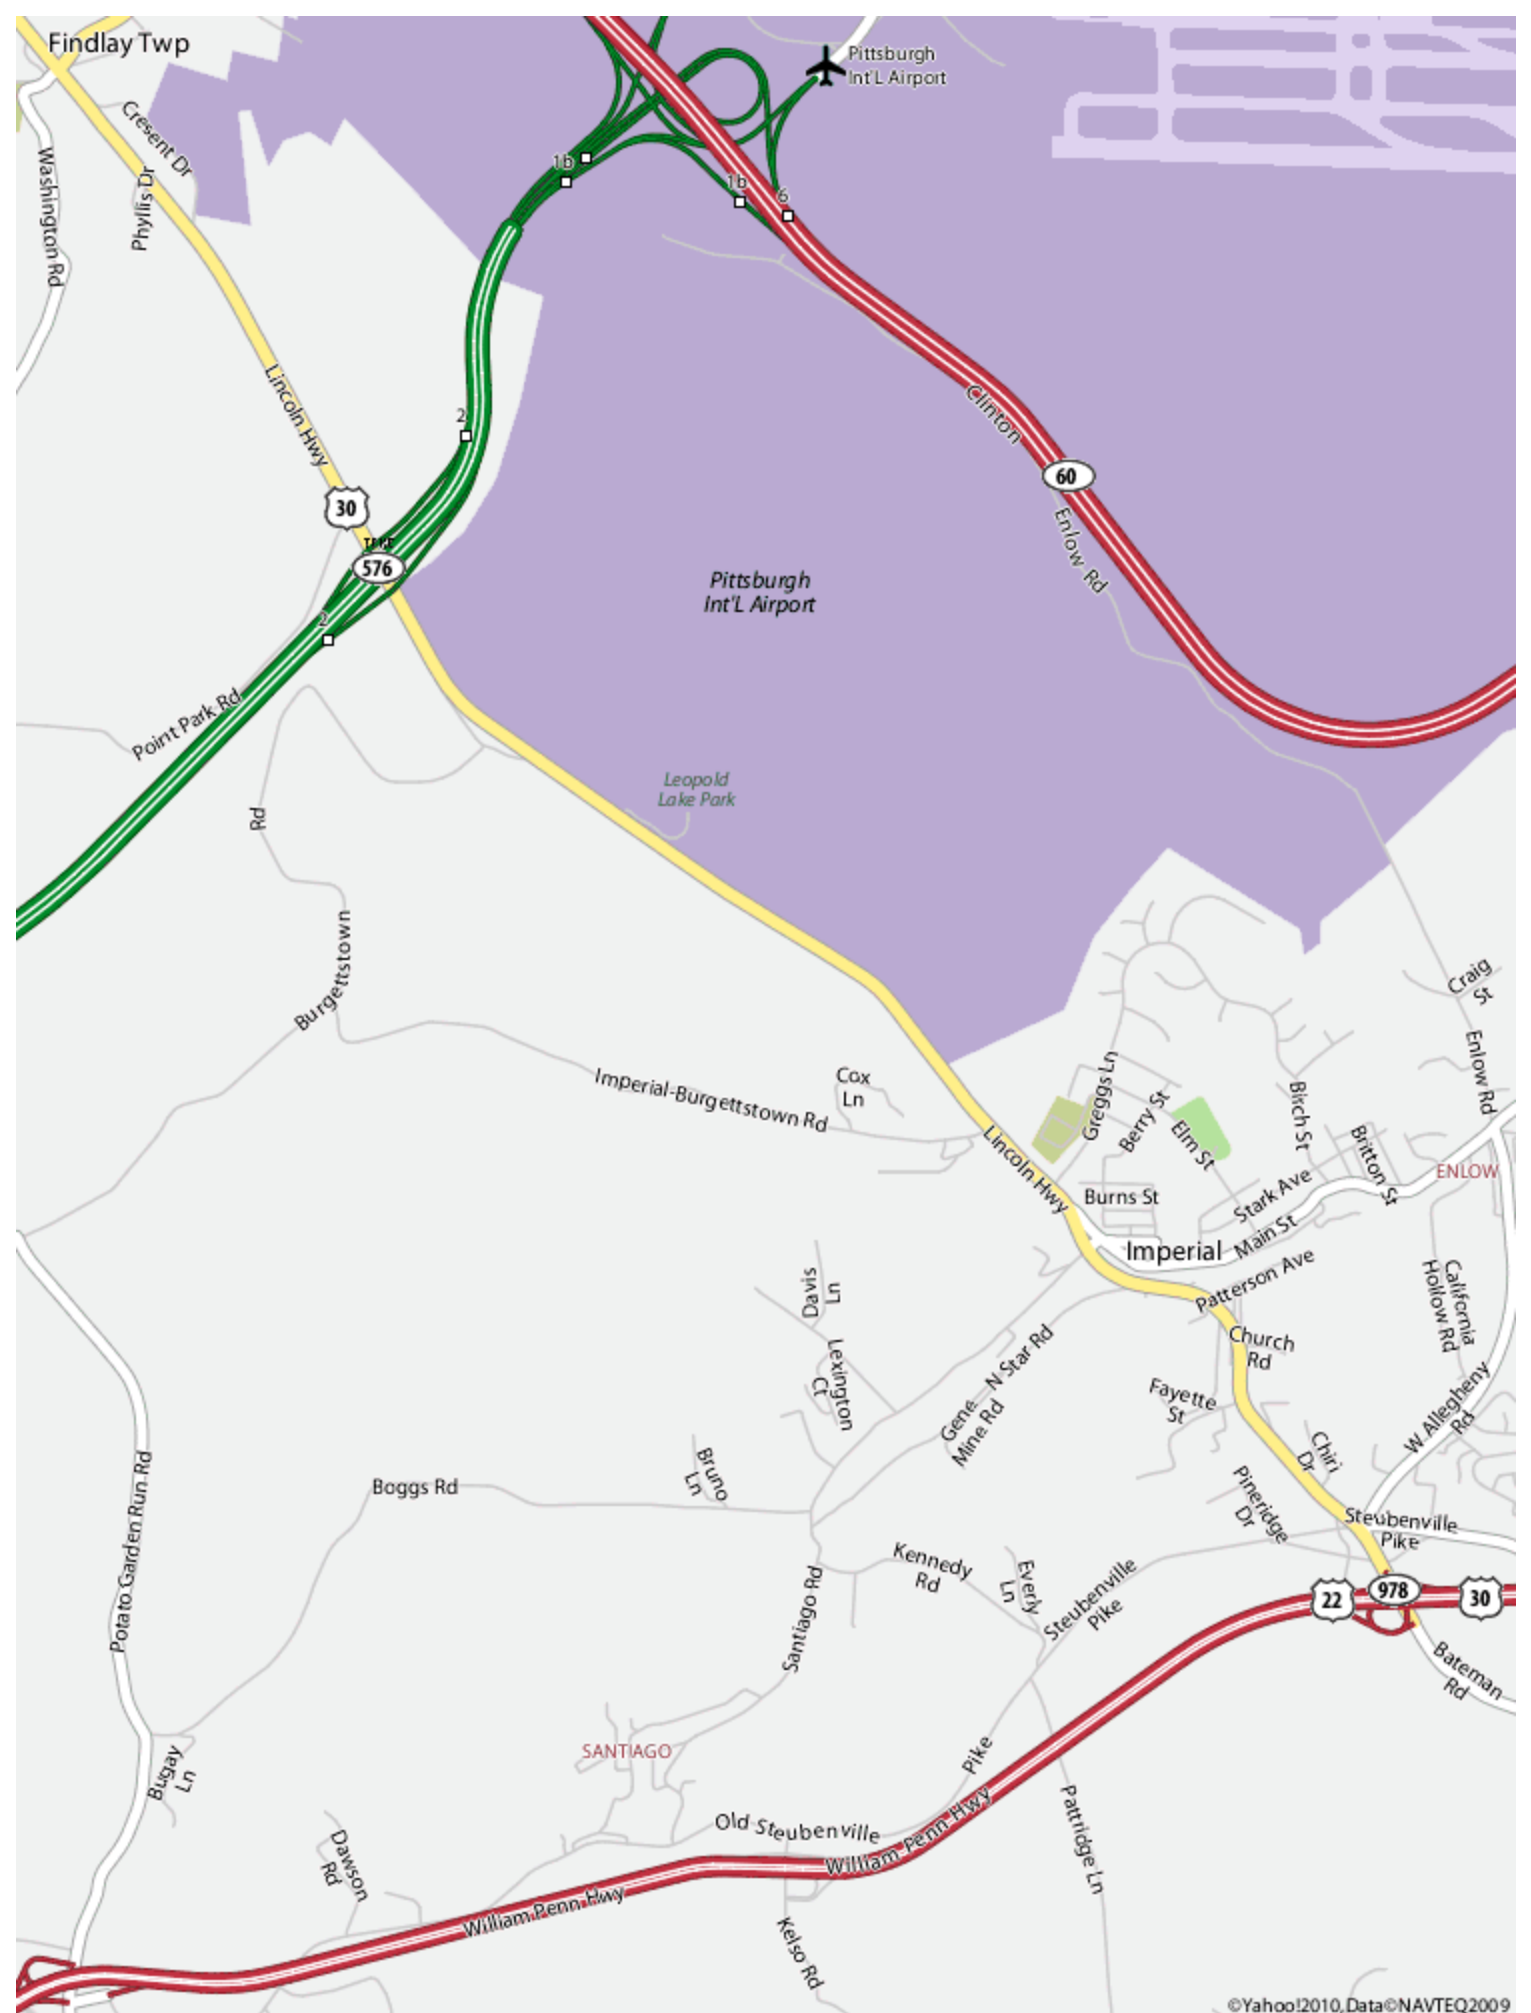 Findlay Twp
Pittsburgh
Int'L Airport
Cresent Dr
Phyllis Dr
Washington Rd
1b
1b
6
Lincoln Hwy
2
Clinton
60
30
TPKE
576
Enlow Rd
Pittsburgh
Int'L Airport
2
Point Park Rd
Leopold
Lake Park
Rd
Burgettstown
Craig
St
Enlow Rd
Imperial-Burgettstown Rd
Cox
Ln
Greggs Ln
Berry St
Elm St
Birch St
Britton St
ENLOW
Lincoln Hwy
Burns St
Stark Ave
Main St
Imperial
Patterson Ave
California
Hollow Rd
Davis
Ln
Church
Rd
Lexington
Ct
N Star Rd
Gene
Mine Rd
Fayette
St
W Allegheny
Rd
Chiri
Dr
Potato Garden Run Rd
Boggs Rd
Bruno
Ln
Pineridge
Dr
Steubenville
Pike
Kennedy
Rd
Everly
Ln
Steubenville
Pike
22
978
30
Santiago Rd
Bateman
Rd
SANTIAGO
Pike
Bugay
Ln
Pattridge Ln
Old Steubenville
William Penn Hwy
Dawson
Rd
William Penn Hwy
Kelso Rd
©Yahoo!2010,Data©NAVTEQ2009